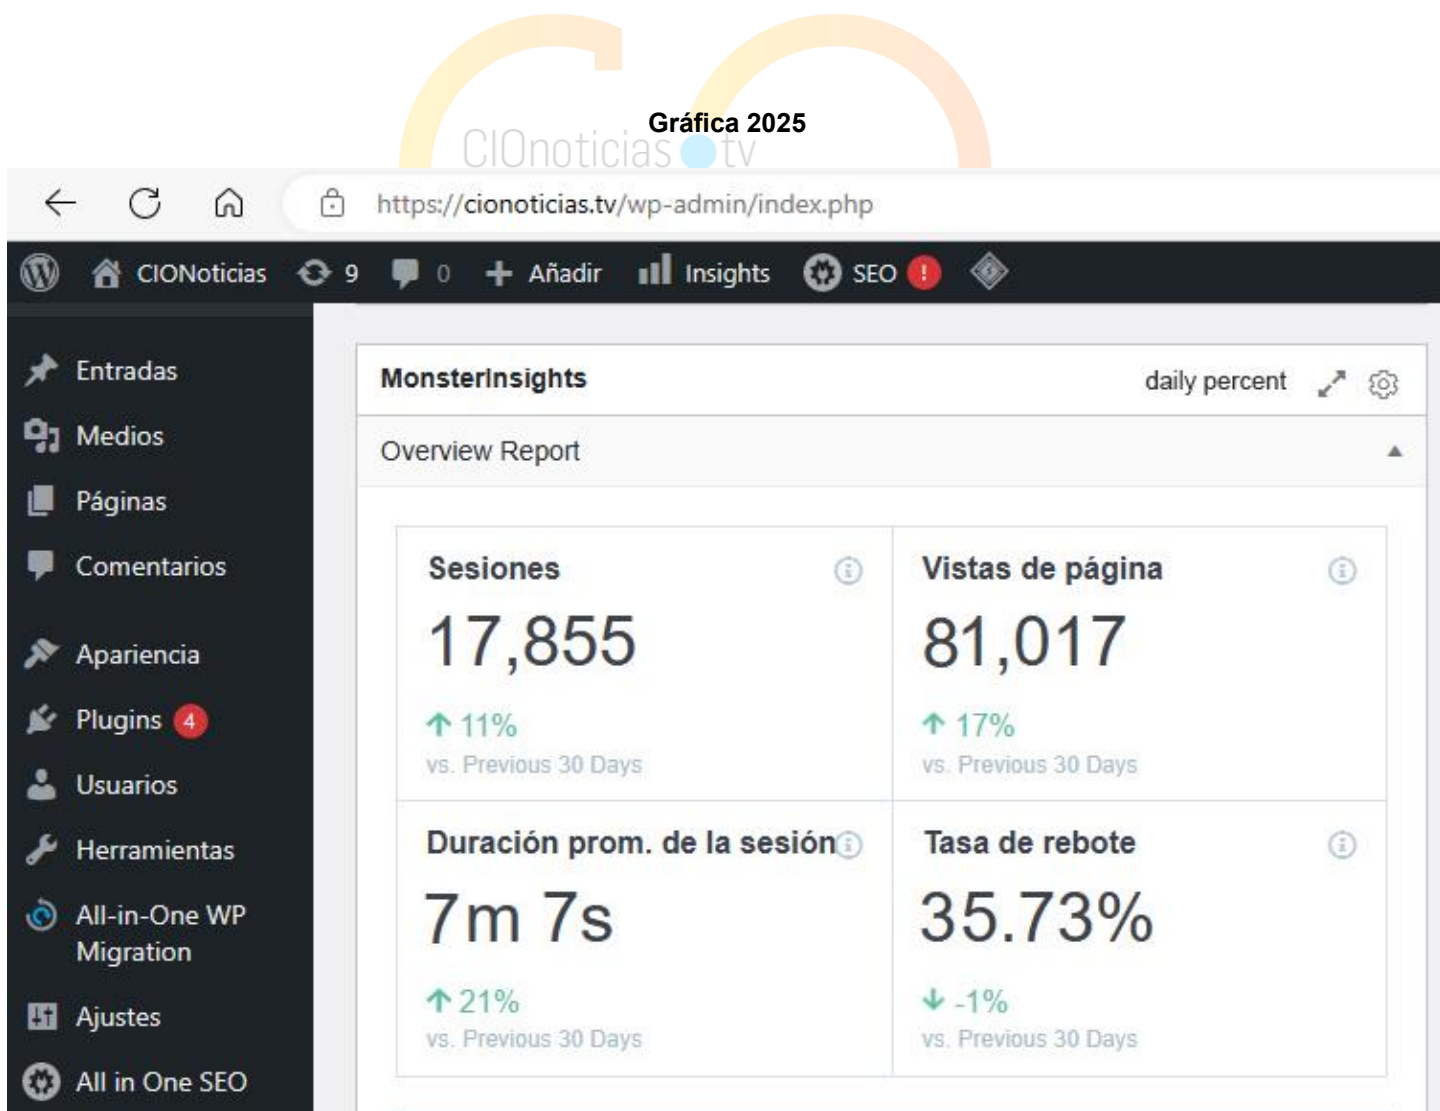 Gráfica 2025
CIOnoticias tv
https://cionoticias.tv/wp-admin/index.php
CIONoticias 9 0 + Añadir Insights SEO !
Entradas
Medios
Páginas
Comentarios
Apariencia
Plugins 4
Usuarios
Herramientas
All-in-One WP
Migration
Ajustes
All in One SEO
MonsterInsights daily percent
Overview Report
Sesiones
17,855
↑ 11%
vs. Previous 30 Days
Vistas de página
81,017
↑ 17%
vs. Previous 30 Days
Duración prom. de la sesión
7m 7s
↑ 21%
vs. Previous 30 Days
Tasa de rebote
35.73%
↓ -1%
vs. Previous 30 Days